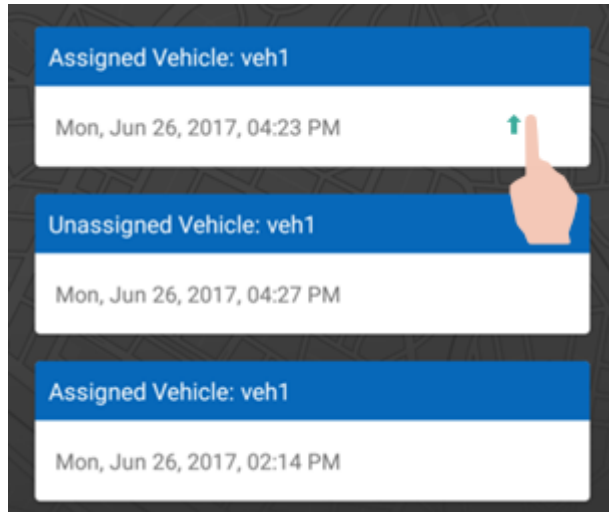 Assigned Vehicle: veh1
Mon, Jun 26, 2017, 04:23 PM
Unassigned Vehicle: veh1
Mon, Jun 26, 2017, 04:27 PM
Assigned Vehicle: veh1
Mon, Jun 26, 2017, 02:14 PM